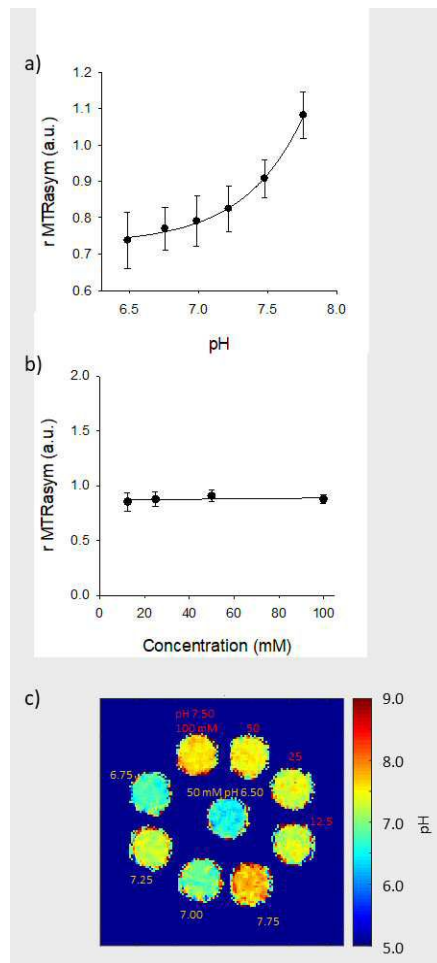 a)
r MTRasym (a.u.)
1.2
1.1
1.0
0.9
0.8
0.7
0.6
6.5 7.0 7.5 8.0
pH
b)
r MTRasym (a.u.)
2.0
1.5
1.0
0.5
0.0
0 20 40 60 80 100
Concentration (mM)
c)
pH 7.50
100 mM
50
25
12.5
6.75
50 mM pH 6.50
7.25
7.00
7.75
9.0
8.0
7.0
6.0
5.0
pH